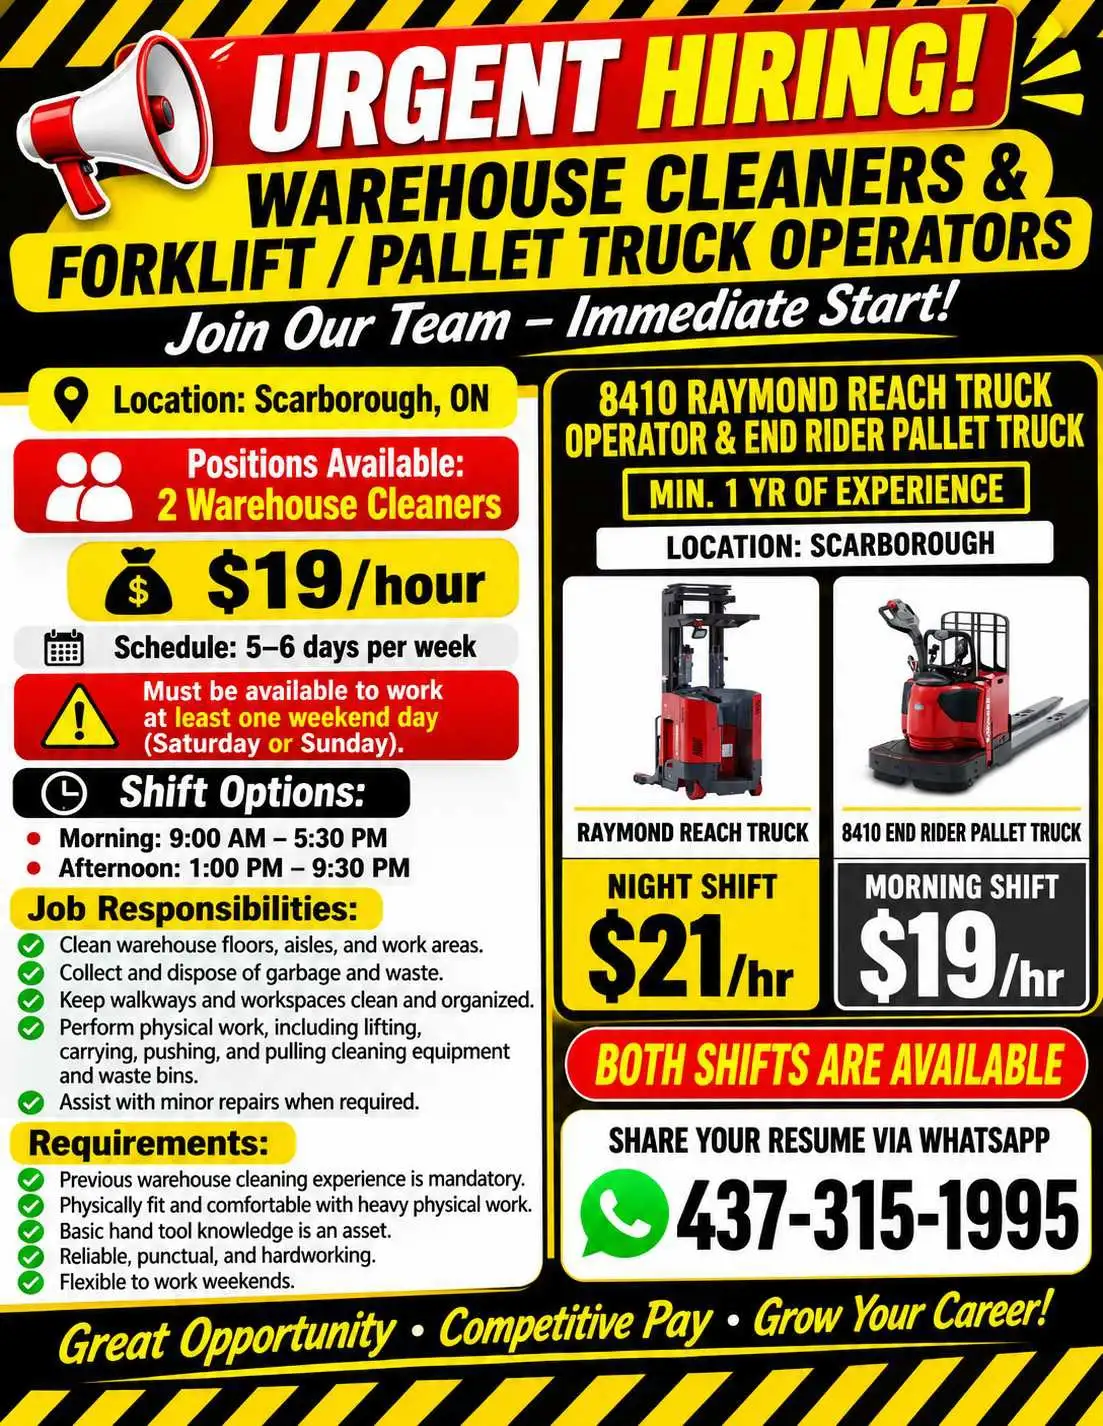 URGENT HIRING!
WAREHOUSE CLEANERS &
FORKLIFT / PALLET TRUCK OPERATORS
Join Our Team – Immediate Start!
Location: Scarborough, ON
Positions Available:
2 Warehouse Cleaners
$19/hour
Schedule: 5–6 days per week
Must be available to work
at least one weekend day
(Saturday or Sunday).
Shift Options:
• Morning: 9:00 AM – 5:30 PM
• Afternoon: 1:00 PM – 9:30 PM
Job Responsibilities:
Clean warehouse floors, aisles, and work areas.
Collect and dispose of garbage and waste.
Keep walkways and workspaces clean and organized.
Perform physical work, including lifting,
carrying, pushing, and pulling cleaning equipment
and waste bins.
Assist with minor repairs when required.
Requirements:
Previous warehouse cleaning experience is mandatory.
Physically fit and comfortable with heavy physical work.
Basic hand tool knowledge is an asset.
Reliable, punctual, and hardworking.
Flexible to work weekends.
8410 RAYMOND REACH TRUCK
OPERATOR & END RIDER PALLET TRUCK
MIN. 1 YR OF EXPERIENCE
LOCATION: SCARBOROUGH
RAYMOND REACH TRUCK
NIGHT SHIFT
$21/hr
8410 END RIDER PALLET TRUCK
MORNING SHIFT
$19/hr
BOTH SHIFTS ARE AVAILABLE
SHARE YOUR RESUME VIA WHATSAPP
437-315-1995
Great Opportunity • Competitive Pay • Grow Your Career!